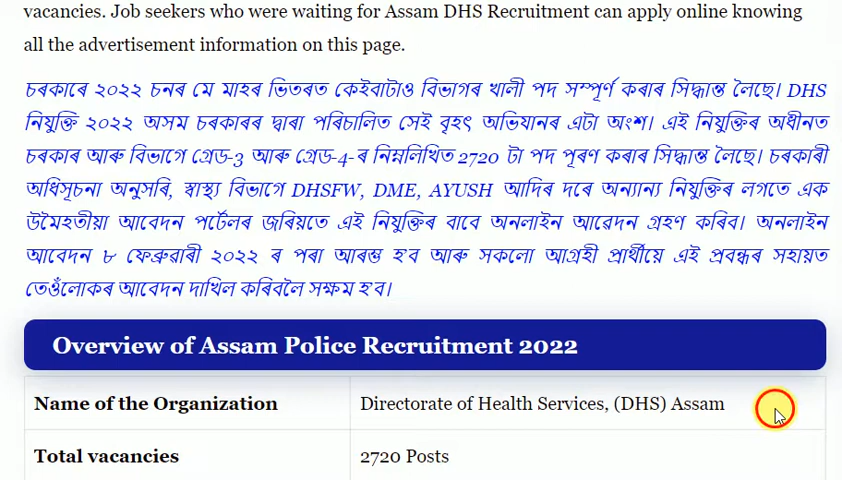 vacancies. Job seekers who were waiting for Assam DHS Recruitment can apply online knowing
all the advertisement information on this page.
চৰকাৰে ২০২২ চনৰ মে মাহৰ ভিতৰত কেইবাটাও বিভাগৰ খালী পদ সম্পূৰ্ণ কৰাৰ সিদ্ধান্ত লৈছে। DHS
নিযুক্তি ২০২২ অসম চৰকাৰৰ দ্বাৰা পৰিচালিত সেই বৃহৎ অভিযানৰ এটা অংশ। এই নিযুক্তিৰ অধীনত
চৰকাৰ আৰু বিভাগে গ্ৰেড-3 আৰু গ্ৰেড-4-ৰ নিম্নলিখিত 2720 টা পদ পূৰণ কৰাৰ সিদ্ধান্ত লৈছে। চৰকাৰী
অধিসূচনা অনুসৰি, স্বাস্থ্য বিভাগে DHSFW, DME, AYUSH আদিৰ দৰে অন্যান্য নিযুক্তিৰ লগতে এক
উমৈহতীয়া আবেদন পৰ্টেলৰ জৰিয়তে এই নিযুক্তিৰ বাবে অনলাইন আৱেদন গ্ৰহণ কৰিব। অনলাইন
আবেদন ৮ ফেব্ৰুৱাৰী ২০২২ ৰ পৰা আৰম্ভ হ'ব আৰু সকলো আগ্ৰহী প্ৰাৰ্থীয়ে এই প্ৰবন্ধৰ সহায়ত
তেওঁলোকৰ আবেদন দাখিল কৰিবলৈ সক্ষম হ'ব।
Overview of Assam Police Recruitment 2022
Name of the Organization Directorate of Health Services, (DHS) Assam
Total vacancies 2720 Posts